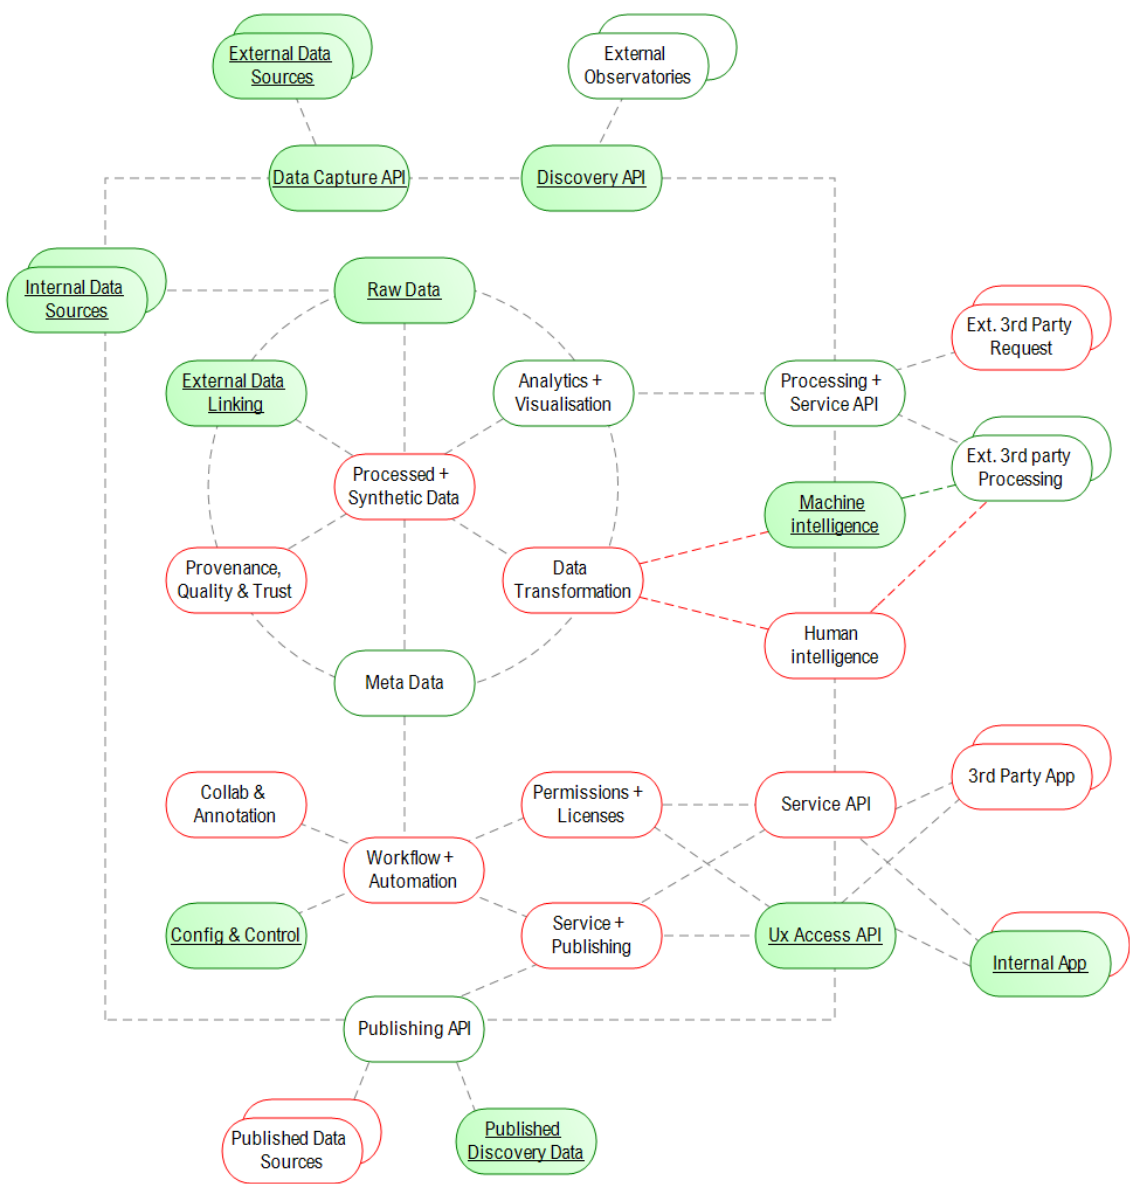 External Data
Sources
External
Observatories
Data Capture API
Discovery API
Internal Data
Sources
Raw Data
Ext. 3rd Party
Request
External Data
Linking
Analytics +
Visualisation
Processing +
Service API
Processed +
Synthetic Data
Ext. 3rd party
Processing
Machine
intelligence
Provenance,
Quality & Trust
Data
Transformation
Human
intelligence
Meta Data
3rd Party App
Collab &
Annotation
Permissions +
Licenses
Service API
Workflow +
Automation
Config & Control
Service +
Publishing
Ux Access API
Internal App
Publishing API
Published Data
Sources
Published
Discovery Data